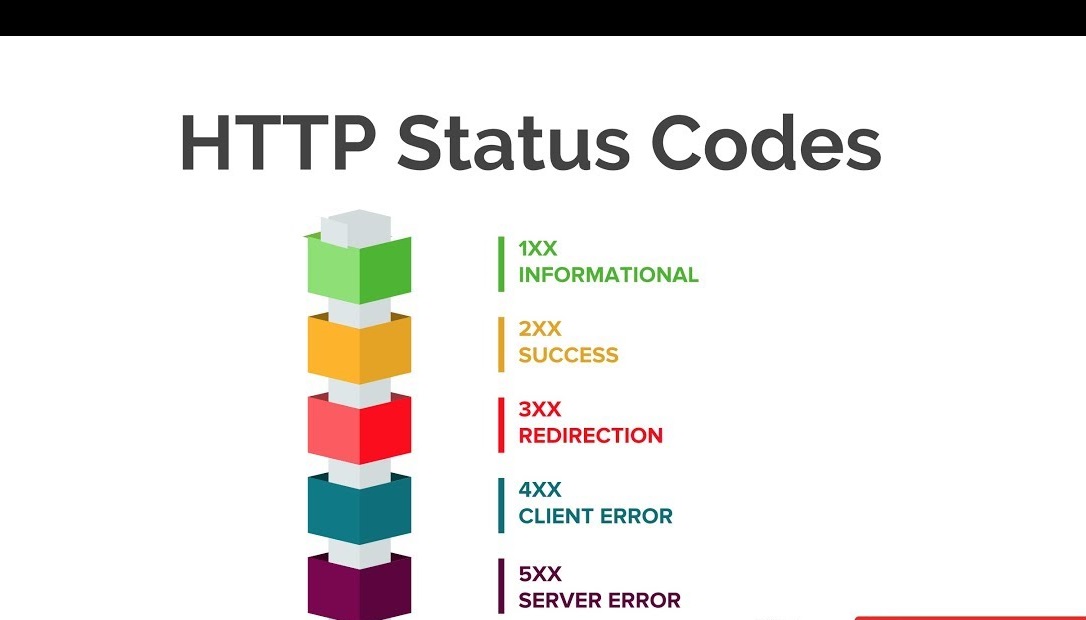 HTTP Status Codes
1XX
INFORMATIONAL
2XX
SUCCESS
3XX
REDIRECTION
4XX
CLIENT ERROR
5XX
SERVER ERROR